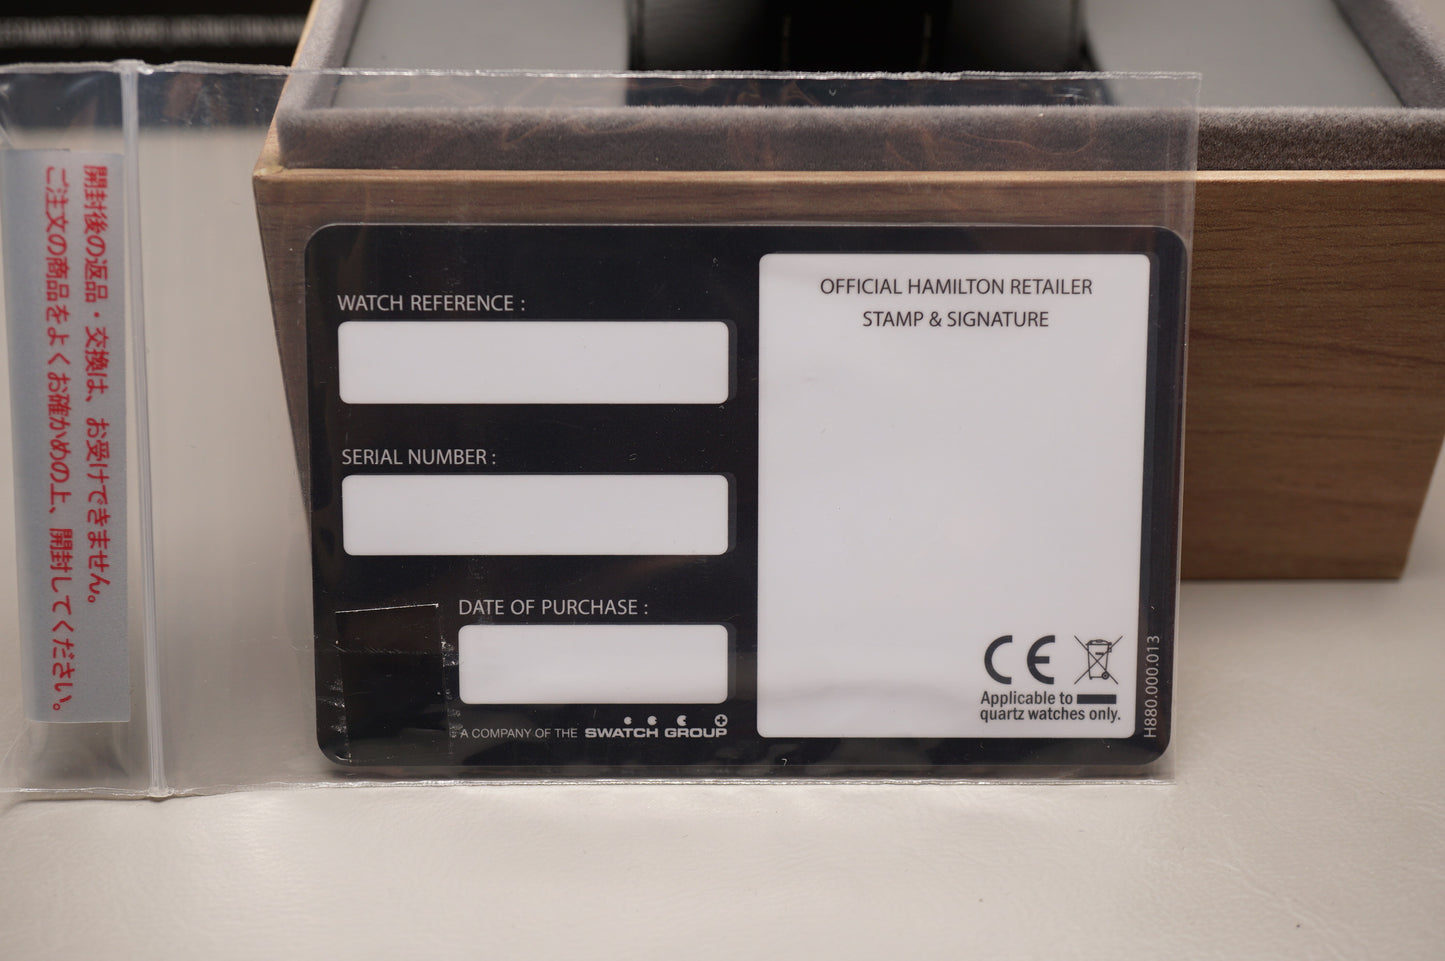 開封後の返品・交換は、お受けできません。
ご注文の商品をよくお確かめの上、開封してください。
WATCH REFERENCE :
SERIAL NUMBER :
DATE OF PURCHASE :
A COMPANY OF THE SWATCH GROUP
OFFICIAL HAMILTON RETAILER
STAMP & SIGNATURE
CE
Applicable to
quartz watches only.
H880.000.013
7